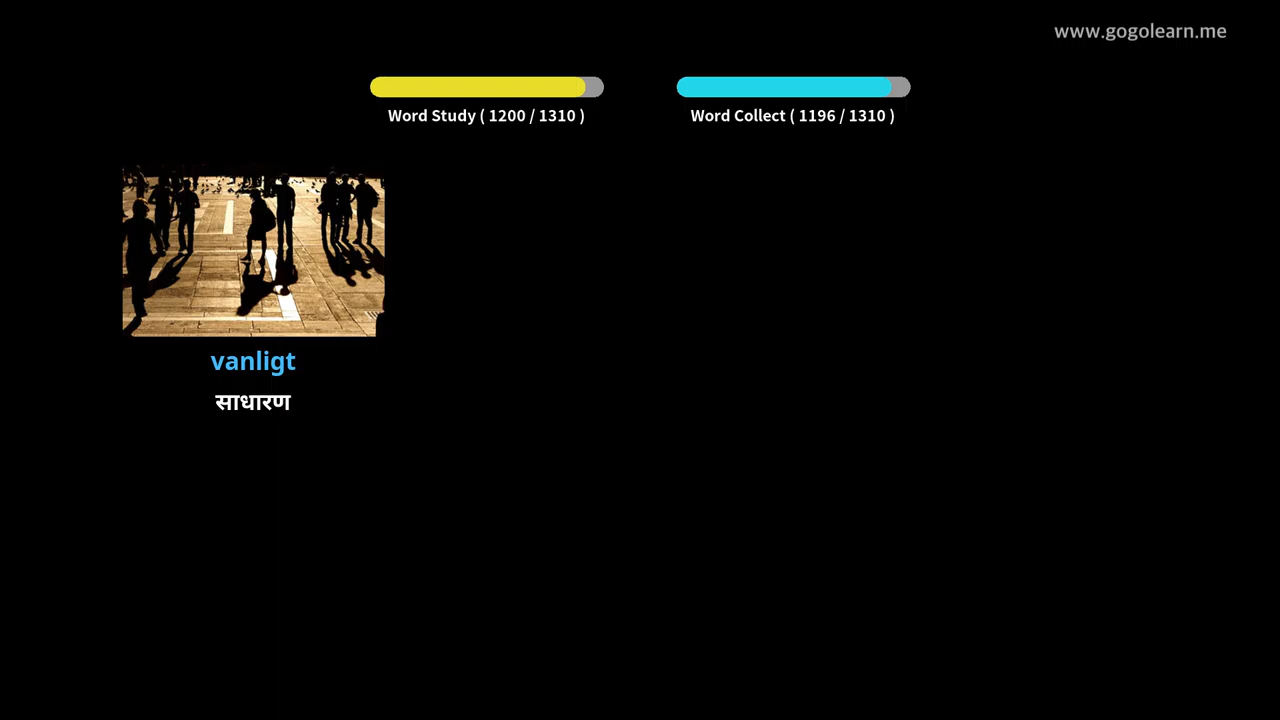 www.gogolearn.me
Word Study ( 1200 / 1310 )
Word Collect ( 1196 / 1310 )
vanligt
साधारण